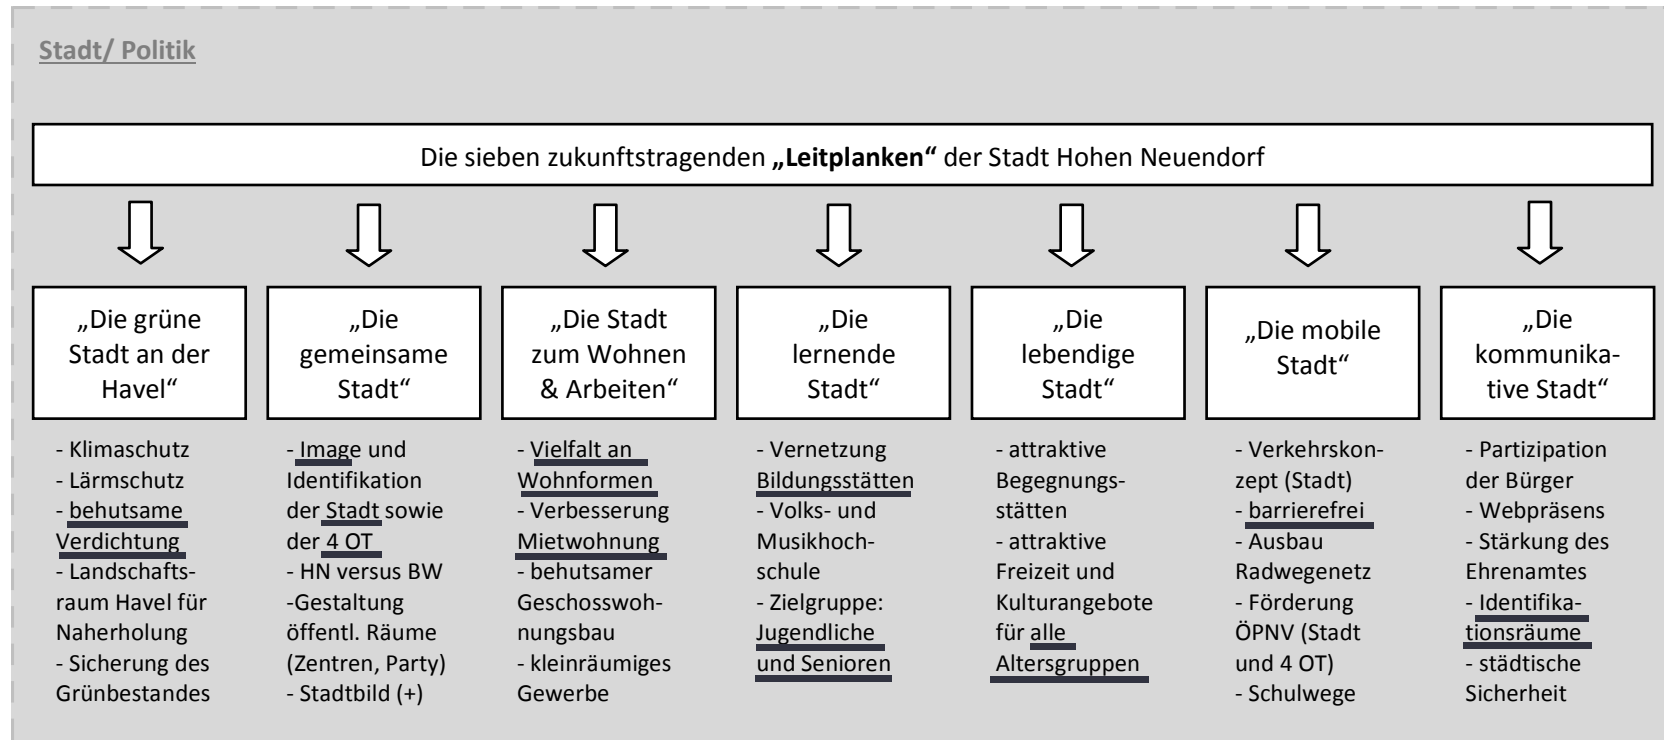 Stadt/ Politik
Die sieben zukunftstragenden „Leitplanken“ der Stadt Hohen Neuendorf
„Die grüne
Stadt an der
Havel“
„Die
gemeinsame
Stadt“
„Die Stadt
zum Wohnen
& Arbeiten“
„Die
lernende
Stadt“
„Die
lebendige
Stadt“
„Die mobile
Stadt“
„Die
kommunika-
tive Stadt“
- Klimaschutz
- Lärmschutz
- behutsame
Verdichtung
- Landschafts-
raum Havel für
Naherholung
- Sicherung des
Grünbestandes
- Image und
Identifikation
der Stadt sowie
der 4 OT
- HN versus BW
-Gestaltung
öffentl. Räume
(Zentren, Party)
- Stadtbild (+)
- Vielfalt an
Wohnformen
- Verbesserung
Mietwohnung
- behutsamer
Geschosswoh-
nungsbau
- kleinräumiges
Gewerbe
- Vernetzung
Bildungsstätten
- Volks- und
Musikhoch-
schule
- Zielgruppe:
Jugendliche
und Senioren
- attraktive
Begegnungs-
stätten
- attraktive
Freizeit und
Kulturangebote
für alle
Altersgruppen
- Verkehrskon-
zept (Stadt)
- barrierefrei
- Ausbau
Radwegenetz
- Förderung
ÖPNV (Stadt
und 4 OT)
- Schulwege
- Partizipation
der Bürger
- Webpräsens
- Stärkung des
Ehrenamtes
- Identifika-
tionsräume
- städtische
Sicherheit